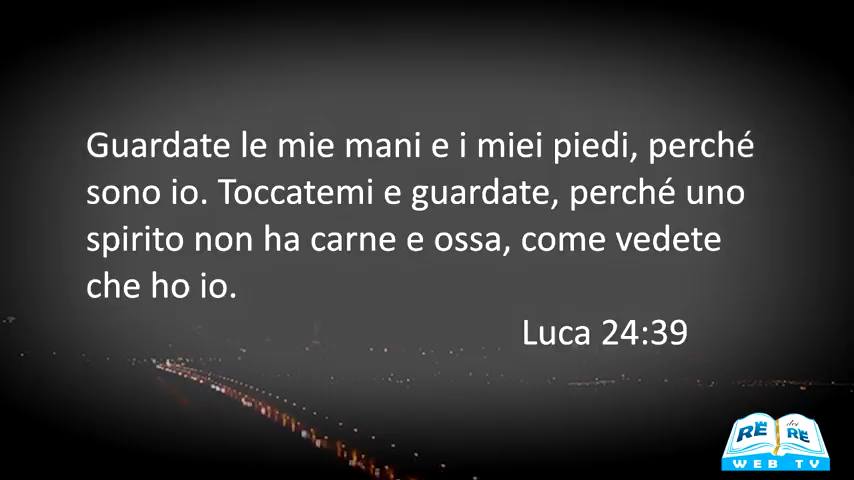 Guardate le mie mani e i miei piedi, perché
sono io. Toccatemi e guardate, perché uno
spirito non ha carne e ossa, come vedete
che ho io.
Luca 24:39
RE dei RE
WEB TV